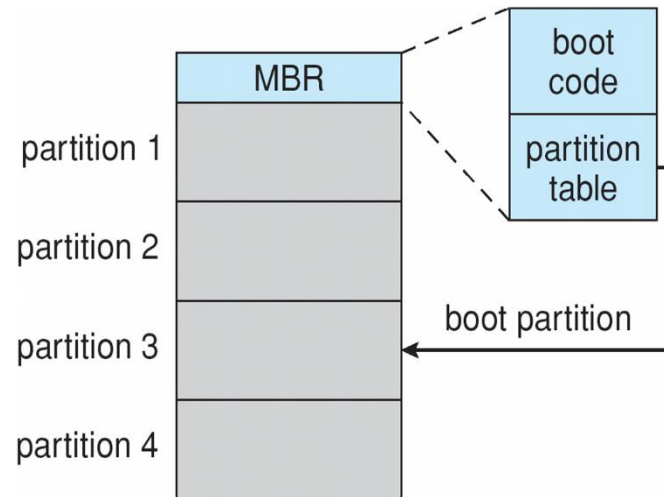 MBR
boot
code
partition
table
partition 1
partition 2
boot partition
partition 3
partition 4